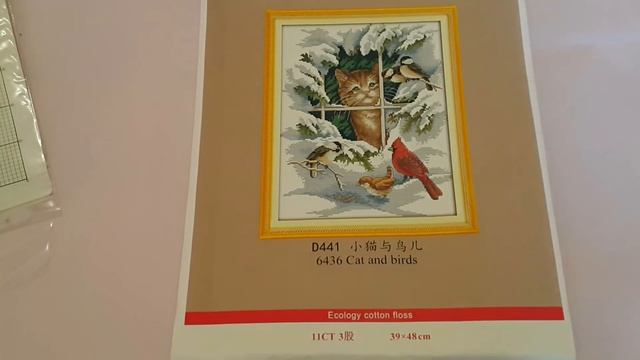 D441 小猫与鸟儿
6436 Cat and birds
Ecology cotton floss
11CT 3股 39×48cm